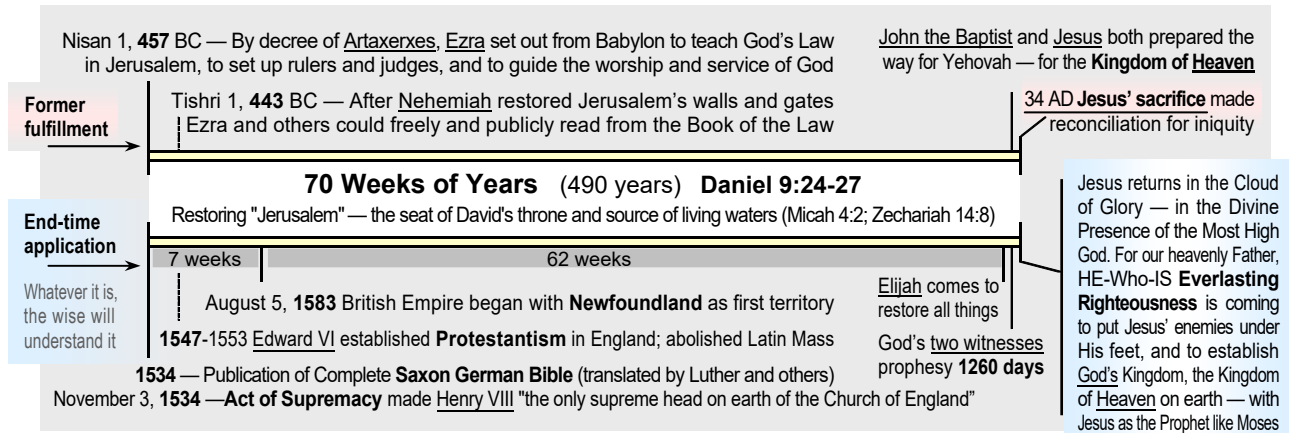 Nisan 1, 457 BC — By decree of Artaxerxes, Ezra set out from Babylon to teach God's Law
in Jerusalem, to set up rulers and judges, and to guide the worship and service of God
John the Baptist and Jesus both prepared the
way for Yehovah — for the Kingdom of Heaven
Former
fulfillment
Tishri 1, 443 BC — After Nehemiah restored Jerusalem's walls and gates
Ezra and others could freely and publicly read from the Book of the Law
34 AD Jesus' sacrifice made
reconciliation for iniquity
70 Weeks of Years (490 years) Daniel 9:24-27
Restoring "Jerusalem" — the seat of David's throne and source of living waters (Micah 4:2; Zechariah 14:8)
End-time
application
Whatever it is,
the wise will
understand it
7 weeks
62 weeks
August 5, 1583 British Empire began with Newfoundland as first territory
1547-1553 Edward VI established Protestantism in England; abolished Latin Mass
1534 — Publication of Complete Saxon German Bible (translated by Luther and others)
November 3, 1534 —Act of Supremacy made Henry VIII "the only supreme head on earth of the Church of England"
Elijah comes to
restore all things
God's two witnesses
prophesy 1260 days
Jesus returns in the Cloud
of Glory — in the Divine
Presence of the Most High
God. For our heavenly Father,
HE-Who-IS Everlasting
Righteousness is coming
to put Jesus' enemies under
His feet, and to establish
God's Kingdom, the Kingdom
of Heaven on earth — with
Jesus as the Prophet like Moses